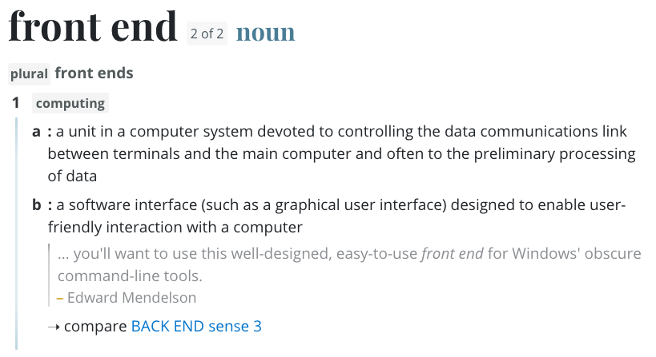 front end 2 of 2 noun
plural front ends
1 computing
a : a unit in a computer system devoted to controlling the data communications link
between terminals and the main computer and often to the preliminary processing
of data
b : a software interface (such as a graphical user interface) designed to enable user-
friendly interaction with a computer
… you'll want to use this well-designed, easy-to-use front end for Windows' obscure
command-line tools.
– Edward Mendelson
→ compare BACK END sense 3